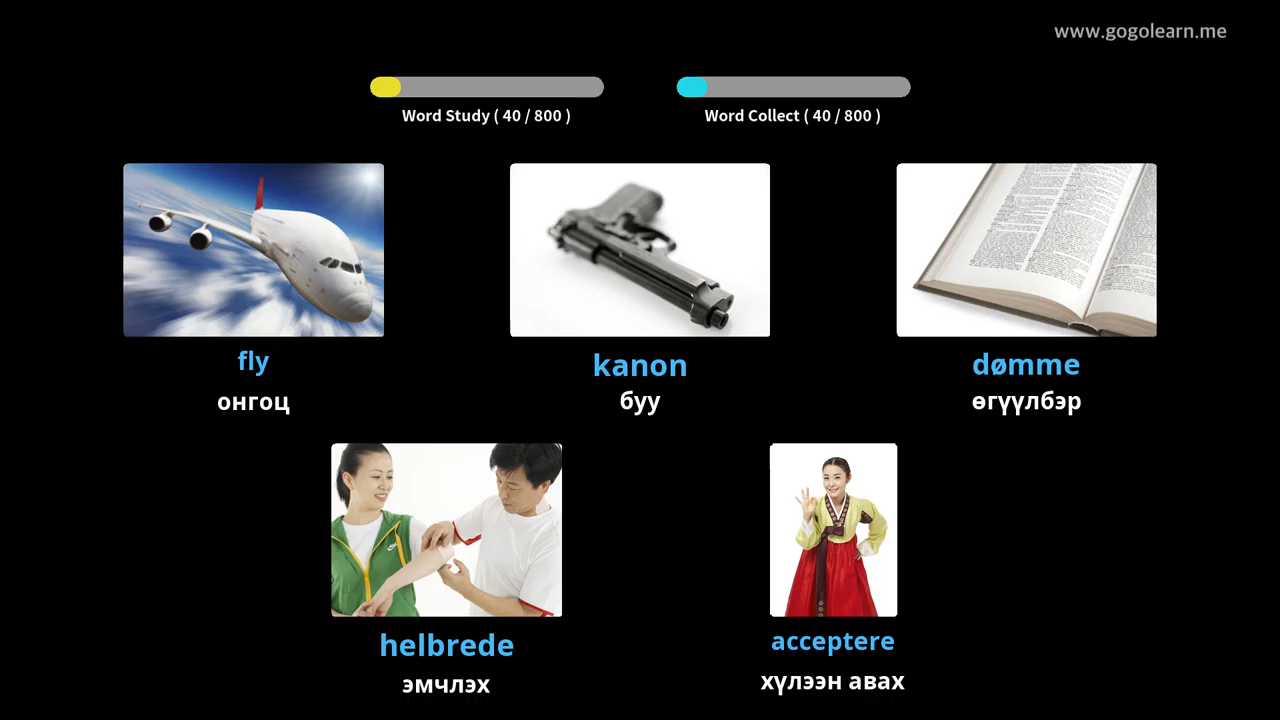 www.gogolearn.me
Word Study ( 40 / 800 )
Word Collect ( 40 / 800 )
fly
онгоц
kanon
буу
dømme
өгүүлбэр
helbrede
эмчлэх
acceptere
хүлээн авах